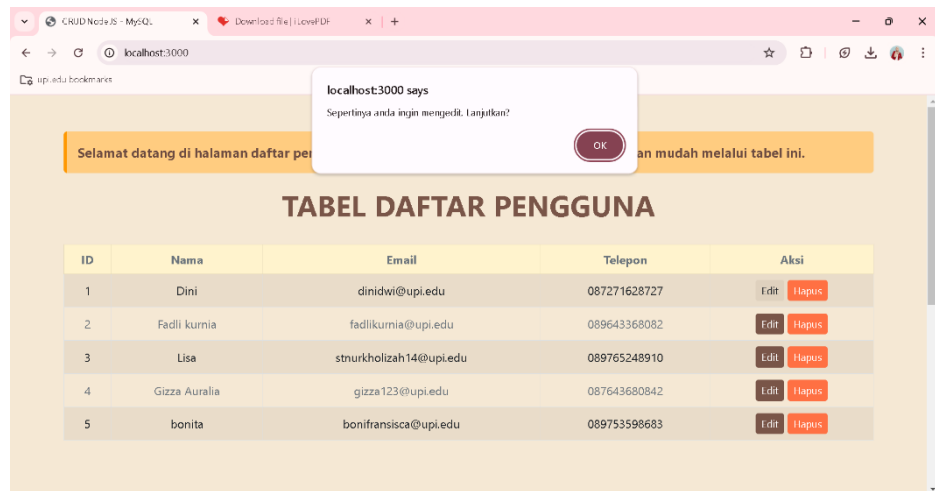 CRUD Node JS - MySQL
Download file | iLovePDF
localhost:3000
upi.edu bookmarks
localhost:3000 says
Sepertinya anda ingin mengedit. Lanjutkan?
OK
Selamat datang di halaman daftar per
an mudah melalui tabel ini.
TABEL DAFTAR PENGGUNA
ID Nama Email Telepon Aksi
1 Dini dinidwi@upi.edu 087271628727 Edit Hapus
2 Fadli kurnia fadlikurnia@upi.edu 089643368082 Edit Hapus
3 Lisa stnurkholizah14@upi.edu 089765248910 Edit Hapus
4 Gizza Auralia gizza123@upi.edu 087643680842 Edit Hapus
5 bonita bonifransisca@upi.edu 089753598683 Edit Hapus